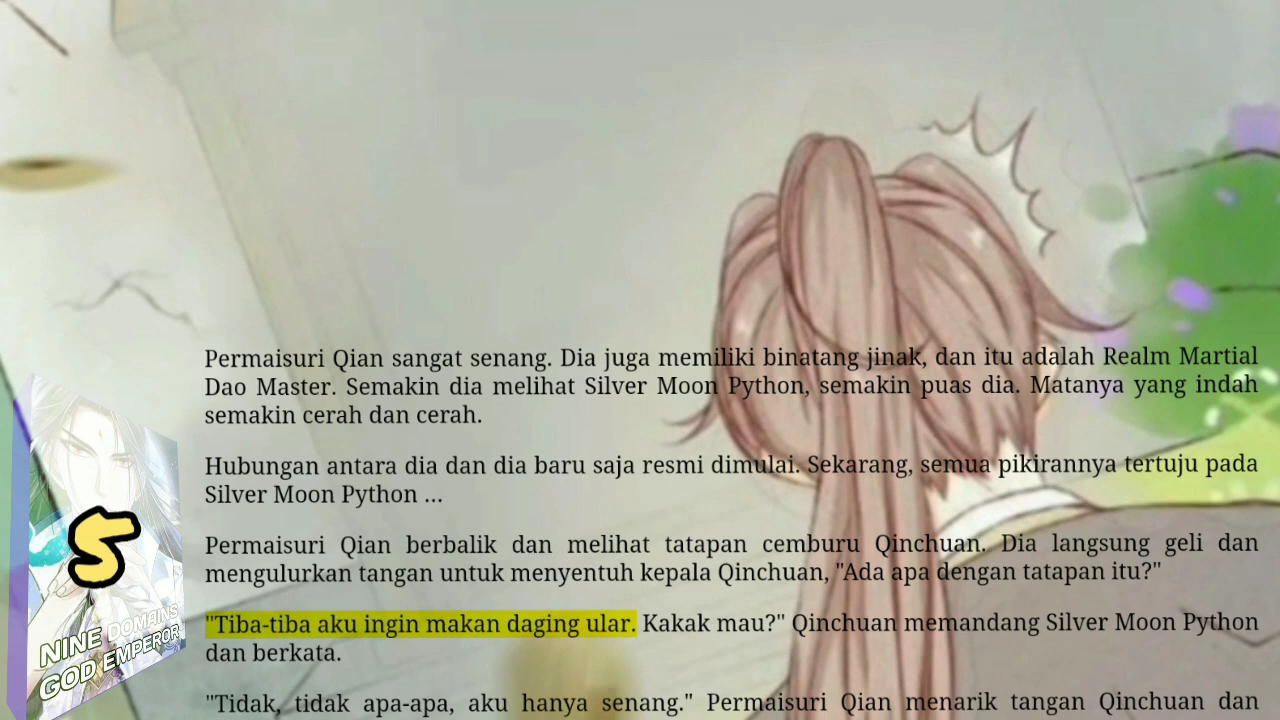 Permaisuri Qian sangat senang. Dia juga memiliki binatang jinak, dan itu adalah Realm Martial
Dao Master. Semakin dia melihat Silver Moon Python, semakin puas dia. Matanya yang indah
semakin cerah dan cerah.
Hubungan antara dia dan dia baru saja resmi dimulai. Sekarang, semua pikirannya tertuju pada
Silver Moon Python ...
Permaisuri Qian berbalik dan melihat tatapan cemburu Qinchuan. Dia langsung geli dan
mengulurkan tangan untuk menyentuh kepala Qinchuan, "Ada apa dengan tatapan itu?"
"Tiba-tiba aku ingin makan daging ular. Kakak mau?" Qinchuan memandang Silver Moon Python
dan berkata.
"Tidak, tidak apa-apa, aku hanya senang." Permaisuri Qian menarik tangan Qinchuan dan
S
NINE DOMAINS
GOD EMPEROR